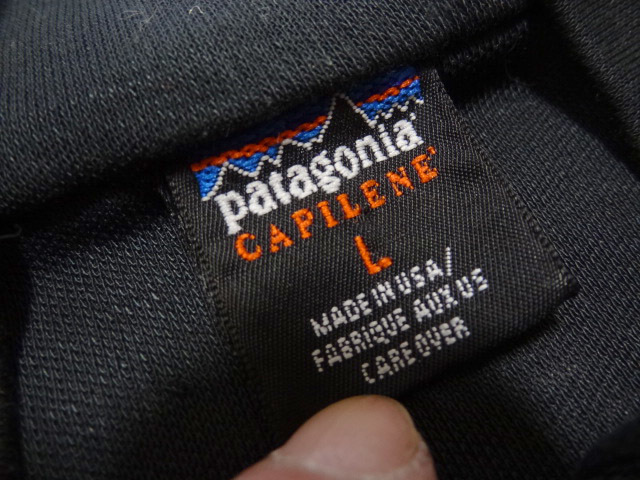 patagonia®
CAPILENE®
L
MADE IN USA/
FABRIQUE AUX US
CARE OVER